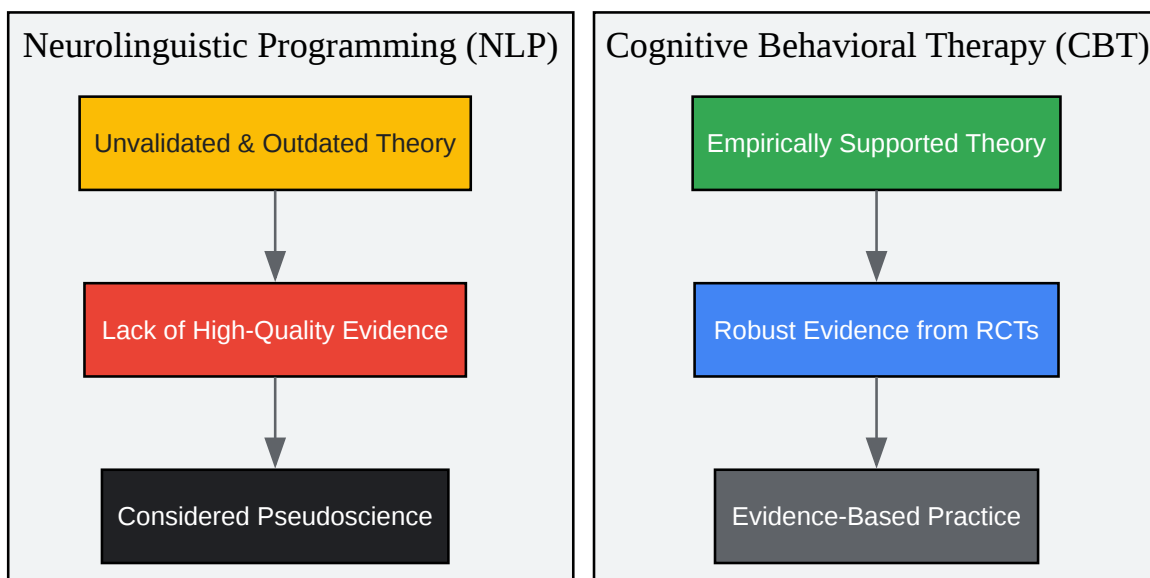 Neurolinguistic Programming (NLP)
Unvalidated & Outdated Theory
Lack of High-Quality Evidence
Considered Pseudoscience
Cognitive Behavioral Therapy (CBT)
Empirically Supported Theory
Robust Evidence from RCTs
Evidence-Based Practice